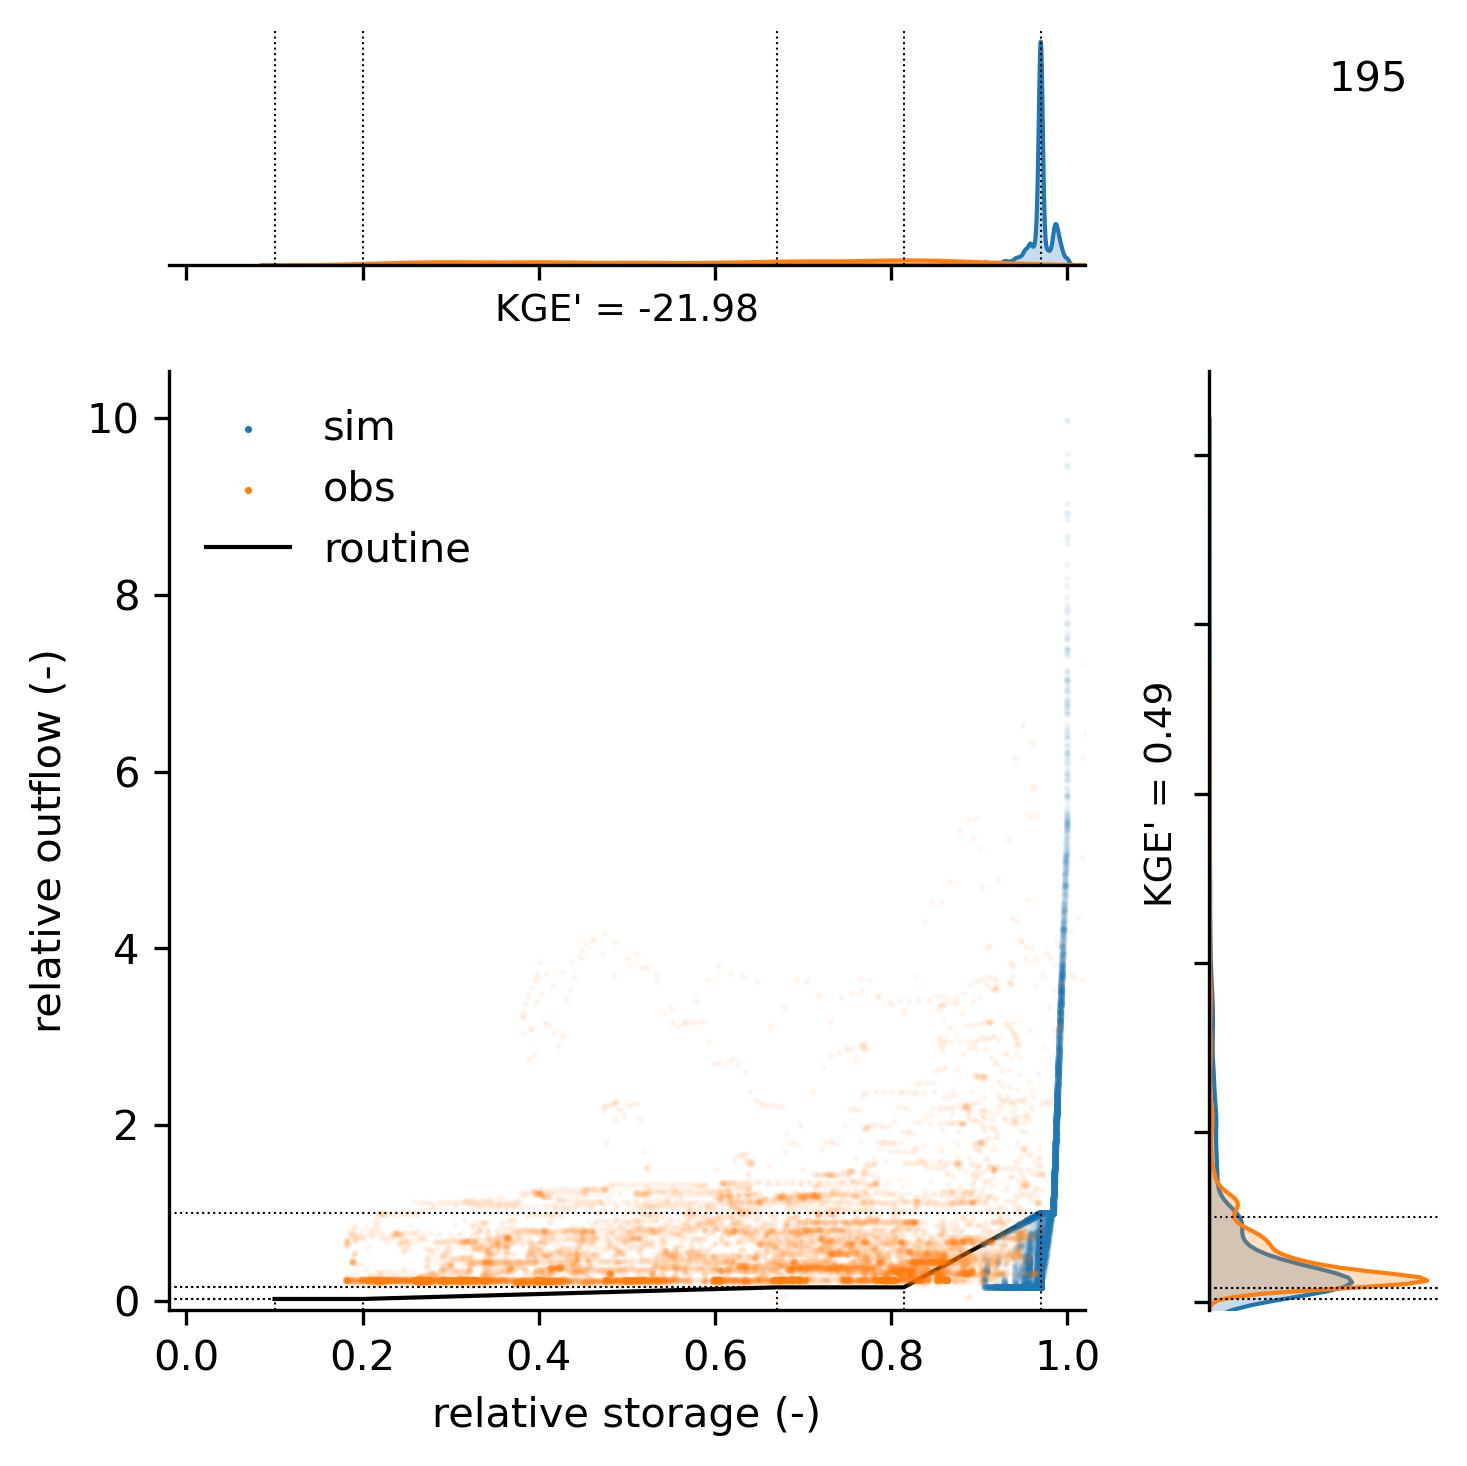 195
KGE' = -21.98
sim
obs
routine
10
8
6
4
2
0
relative outflow (-)
KGE' = 0.49
0.0 0.2 0.4 0.6 0.8 1.0
relative storage (-)